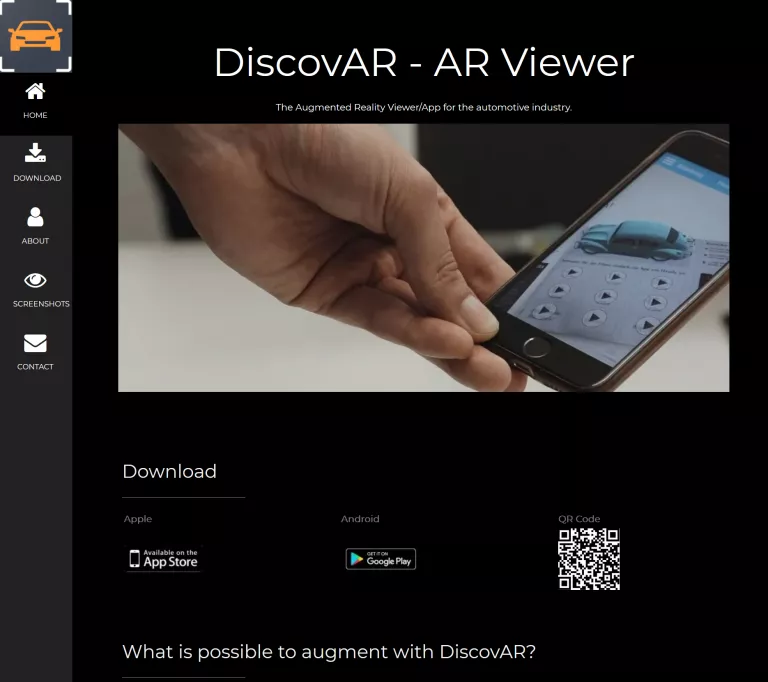 HOME
DOWNLOAD
ABOUT
SCREENSHOTS
CONTACT
DiscovAR - AR Viewer
The Augmented Reality Viewer/App for the automotive industry.
Download
Apple
Android
QR Code
Available on the
App Store
GET IT ON
Google Play
What is possible to augment with DiscovAR?